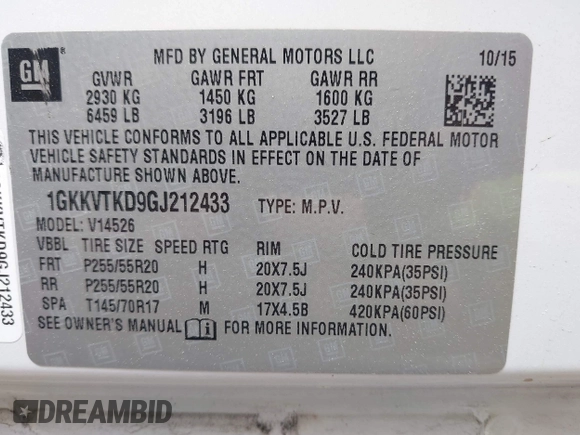 GM
MFD BY GENERAL MOTORS LLC 10/15
GVWR GAWR FRT GAWR RR
2930 KG 1450 KG 1600 KG
6459 LB 3196 LB 3527 LB
THIS VEHICLE CONFORMS TO ALL APPLICABLE U.S. FEDERAL MOTOR
VEHICLE SAFETY STANDARDS IN EFFECT ON THE DATE OF
MANUFACTURE SHOWN ABOVE.
1GKKVTKD9GJ212433 TYPE: M.P.V.
MODEL: V14526
VBBL TIRE SIZE SPEED RTG RIM COLD TIRE PRESSURE
FRT P255/55R20 H 20X7.5J 240KPA(35PSI)
RR P255/55R20 H 20X7.5J 240KPA(35PSI)
SPA T145/70R17 M 17X4.5B 420KPA(60PSI)
SEE OWNER'S MANUAL FOR MORE INFORMATION
DREAMBID